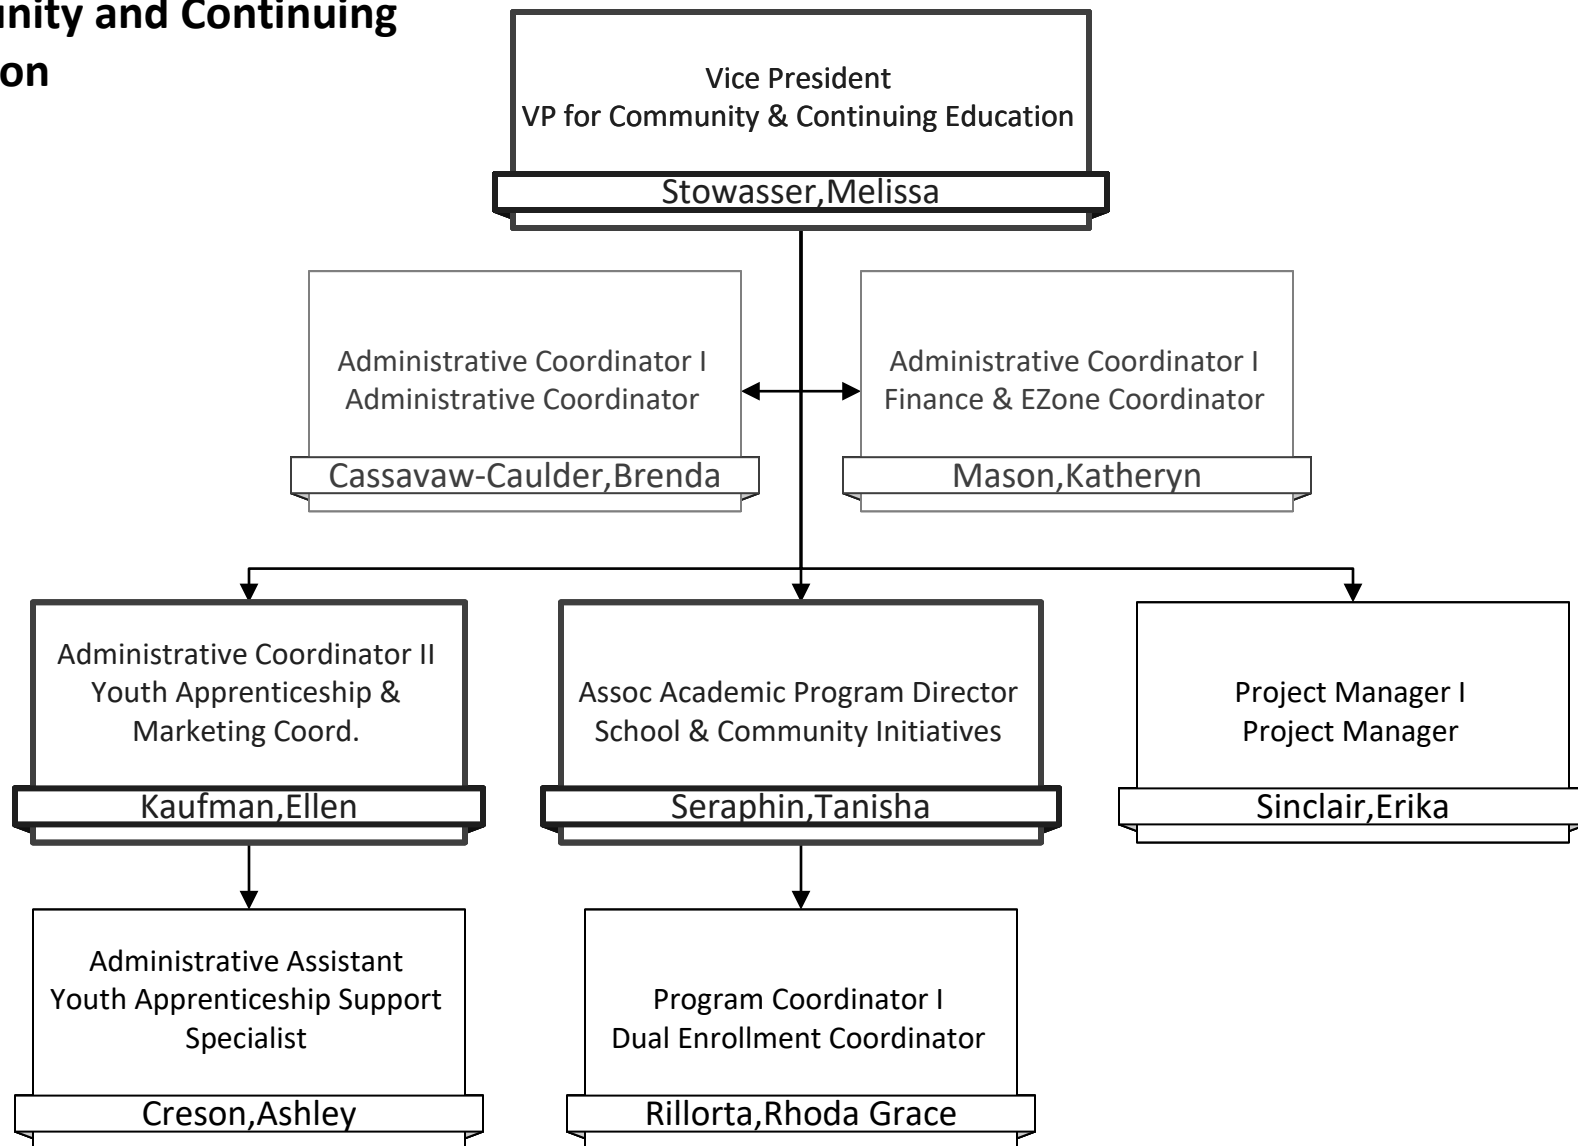 unity and Continuing
on
Vice President
VP for Community & Continuing Education
Stowasser,Melissa
Administrative Coordinator I
Administrative Coordinator
Cassavaw-Caulder,Brenda
Administrative Coordinator I
Finance & EZone Coordinator
Mason,Katheryn
Administrative Coordinator II
Youth Apprenticeship &
Marketing Coord.
Kaufman,Ellen
Assoc Academic Program Director
School & Community Initiatives
Seraphin,Tanisha
Project Manager I
Project Manager
Sinclair,Erika
Administrative Assistant
Youth Apprenticeship Support
Specialist
Creson,Ashley
Program Coordinator I
Dual Enrollment Coordinator
Rillorta,Rhoda Grace